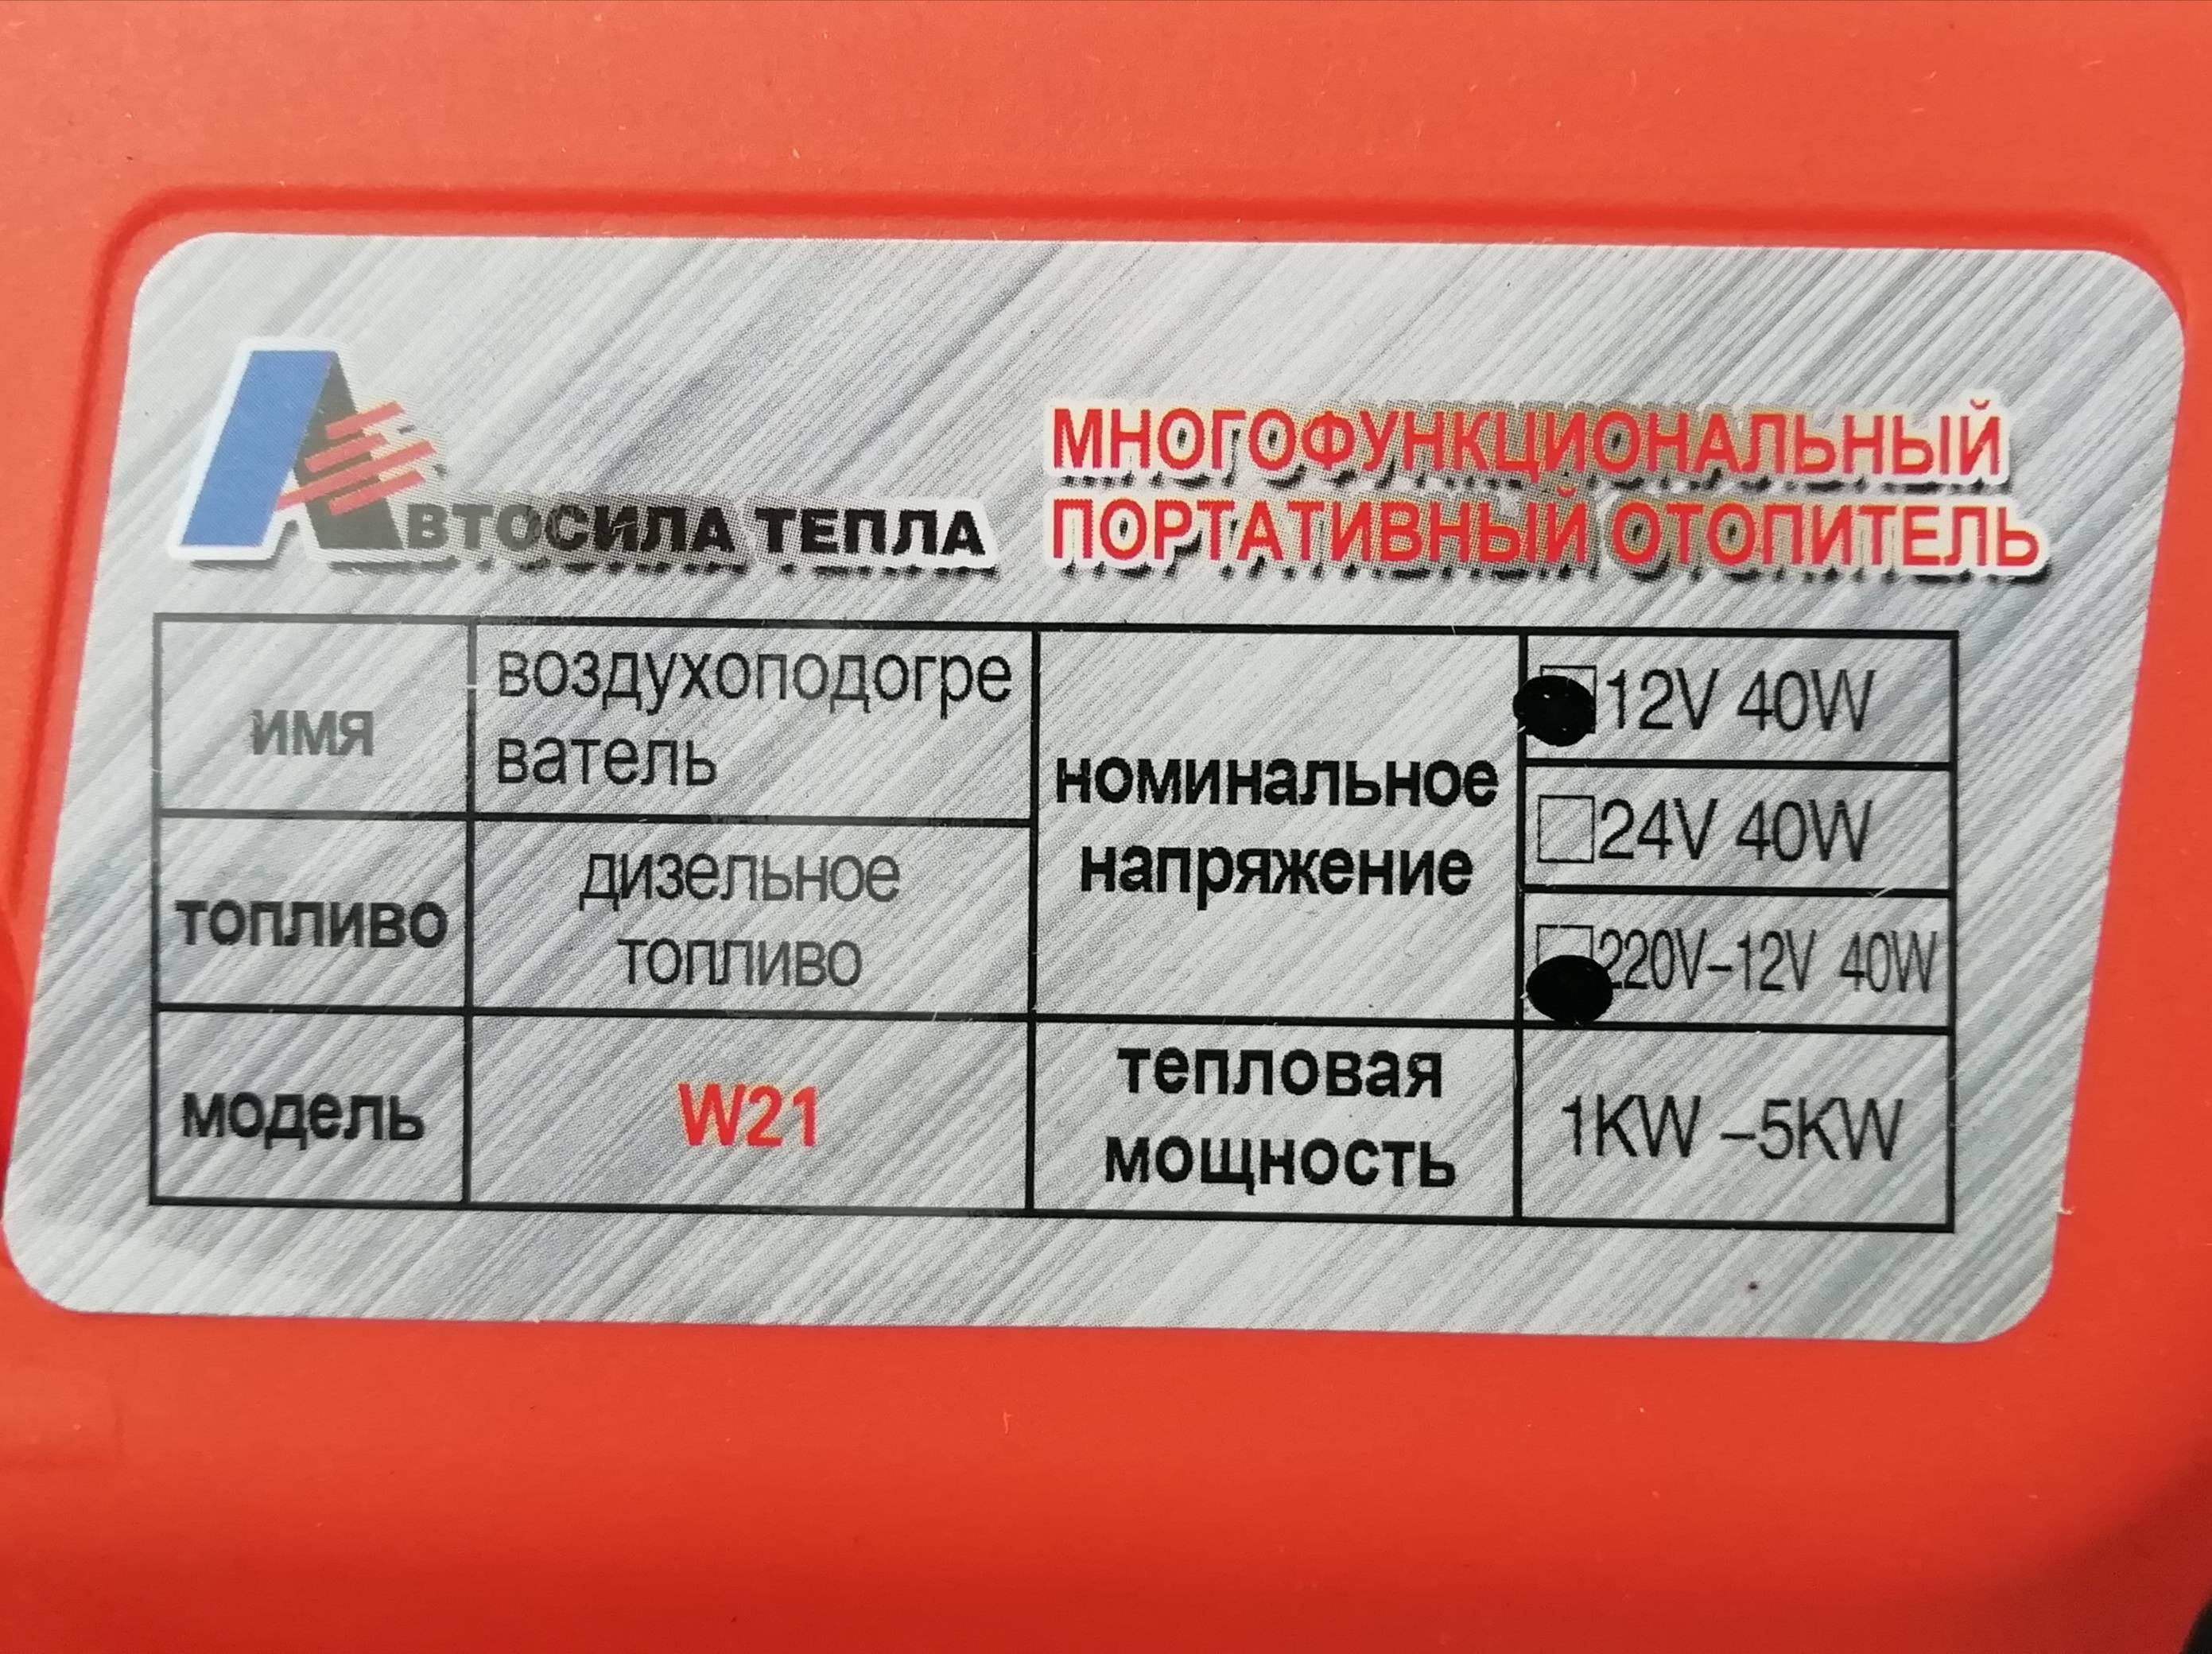 АВТОСИЛА ТЕПЛА
МНОГОФУНКЦИОНАЛЬНЫЙ
ПОРТАТИВНЫЙ ОТОПИТЕЛЬ
имя
воздухоподогре
ватель
топливо
дизельное
топливо
модель
W21
номинальное
напряжение
12V 40W
24V 40W
220V-12V 40W
тепловая
мощность
1KW -5KW